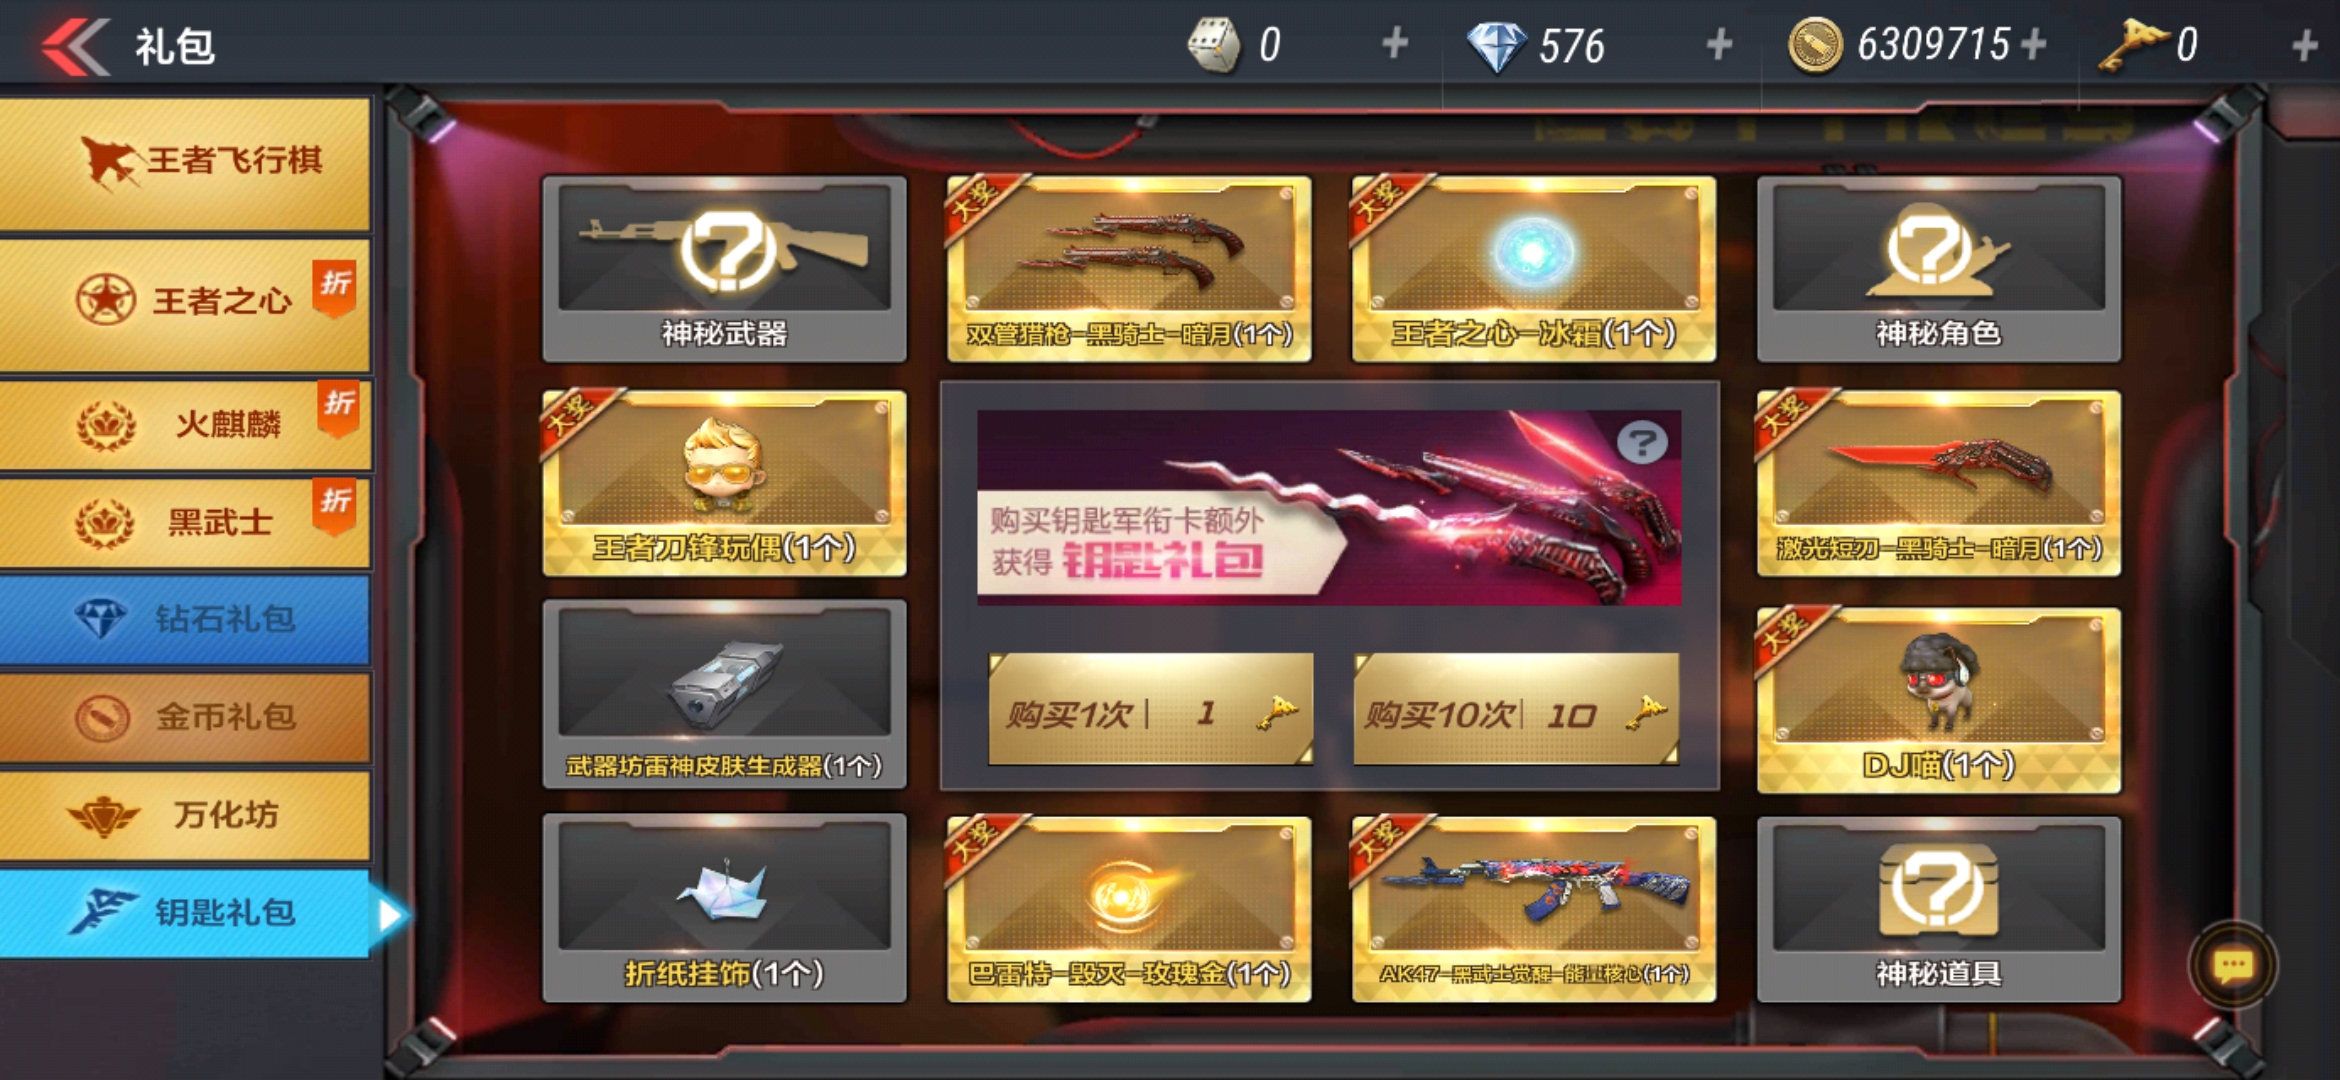 礼包
0
576
6309715
0
王者飞行棋
王者之心
折
火麒麟
折
黑武士
折
钻石礼包
金币礼包
万化坊
钥匙礼包
神秘武器
大奖
双管猎枪-黑骑士-暗月(1个)
大奖
王者之心-冰霜(1个)
神秘角色
大奖
王者刀锋玩偶(1个)
购买钥匙军衔卡额外
获得 钥匙礼包
?
大奖
激光短刀-黑骑士-暗月(1个)
武器坊雷神皮肤生成器(1个)
购买1次 1
购买10次 10
大奖
DJ喵(1个)
折纸挂饰(1个)
大奖
巴雷特-毁灭-玫瑰金(1个)
大奖
AK47-黑武士觉醒-能量核心(1个)
神秘道具